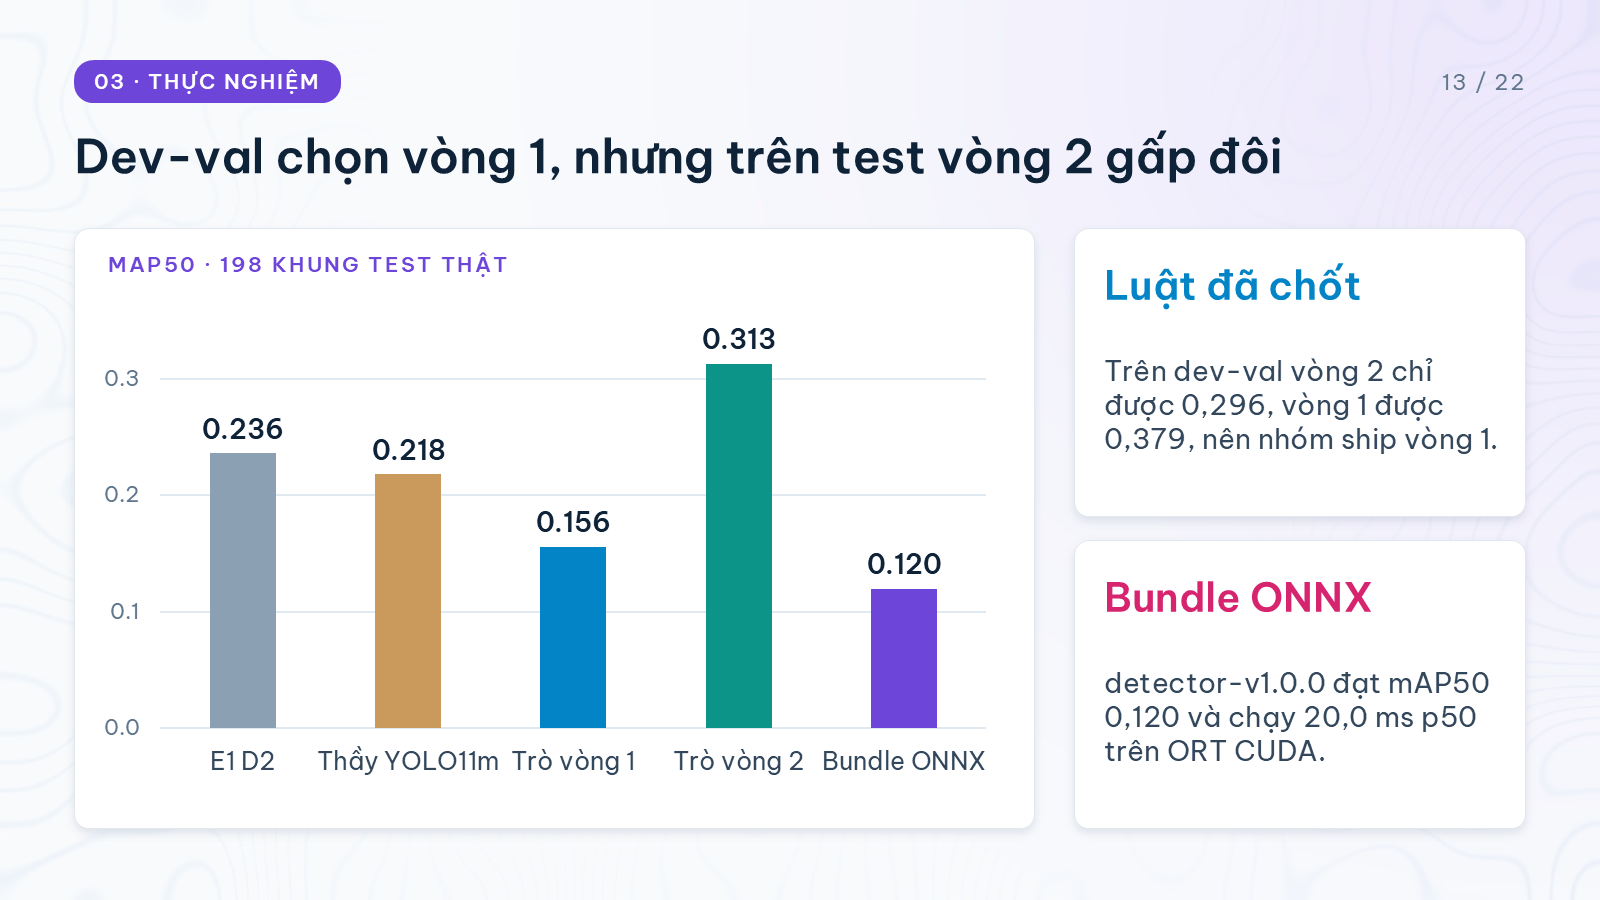 03 · THỰC NGHIỆM
13 / 22
Dev-val chọn vòng 1, nhưng trên test vòng 2 gấp đôi
MAP50 · 198 KHUNG TEST THẬT
0.3
0.2
0.1
0.0
0.236
0.218
0.156
0.313
0.120
E1 D2
Thầy YOLO11m
Trò vòng 1
Trò vòng 2
Bundle ONNX
Luật đã chốt
Trên dev-val vòng 2 chỉ
được 0,296, vòng 1 được
0,379, nên nhóm ship vòng 1.
Bundle ONNX
detector-v1.0.0 đạt mAP50
0,120 và chạy 20,0 ms p50
trên ORT CUDA.